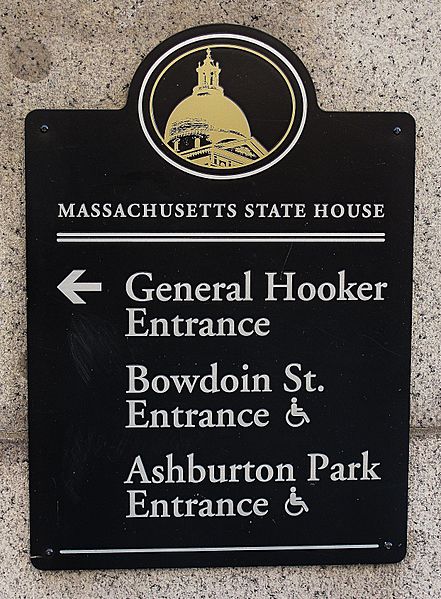 MASSACHUSETTS STATE HOUSE
General Hooker
Entrance
Bowdoin St.
Entrance
Ashburton Park
Entrance